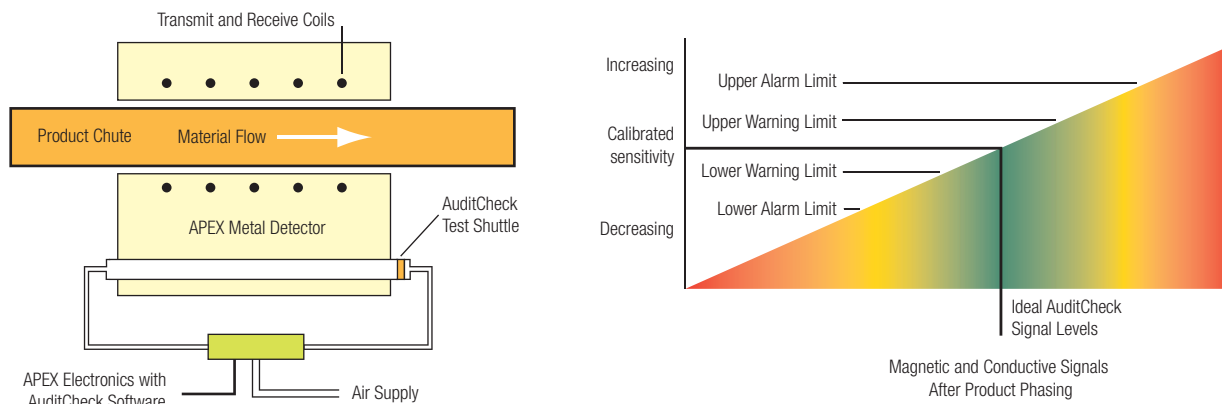 Transmit and Receive Coils
Product Chute
Material Flow
APEX Metal Detector
AuditCheck
Test Shuttle
APEX Electronics with
AuditCheck Software
Air Supply
Increasing
Calibrated
sensitivity
Decreasing
Upper Alarm Limit
Upper Warning Limit
Lower Warning Limit
Lower Alarm Limit
Ideal AuditCheck
Signal Levels
Magnetic and Conductive Signals
After Product Phasing